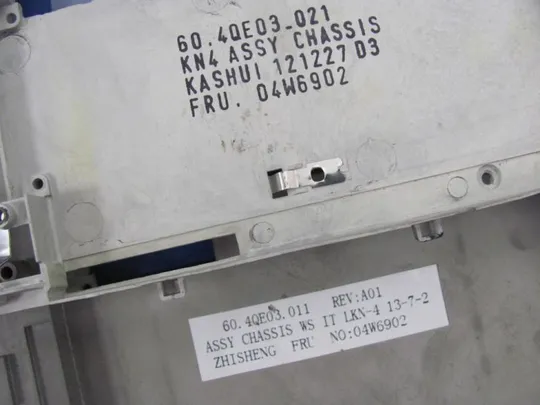 60.4QE03-021
KN4 ASSY CHASSIS
KASHUI 121227 D3
FRU. 04W6902
60.4QE03.011 REV:A01
ASSY CHASSIS WS IT LKN-4 13-7-2
ZHISHENG FRU NO:04W6902